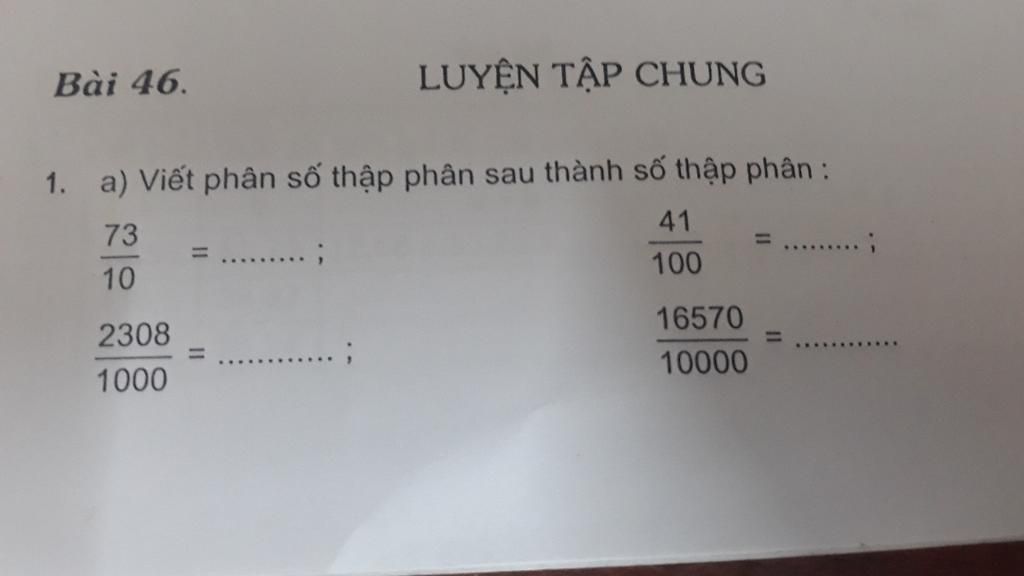 Bài 46. LUYỆN TẬP CHUNG
1. a) Viết phân số thập phân sau thành số thập phân :
73/10 = ......... ; 41/100 = ......... ;
2308/1000 = ............ ; 16570/10000 = ............